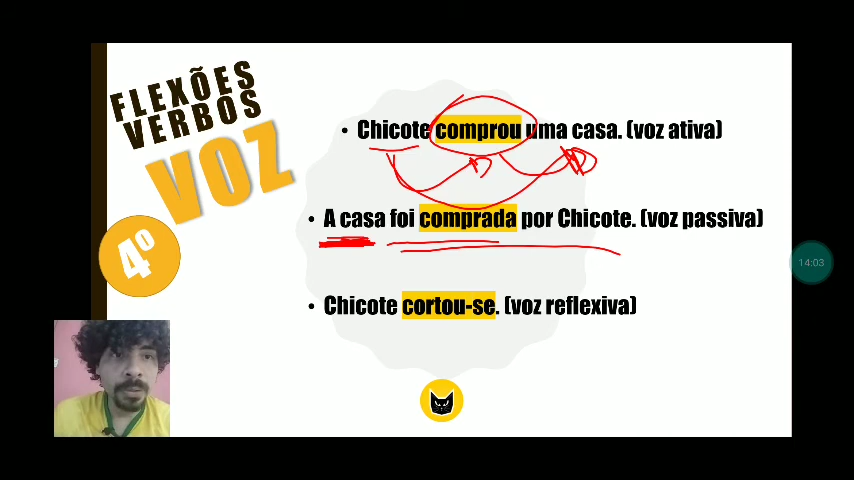 FLEXÕES
VERBOS
VOZ
4º
• Chicote comprou uma casa. (voz ativa)
• A casa foi comprada por Chicote. (voz passiva)
• Chicote cortou-se. (voz reflexiva)
14:03